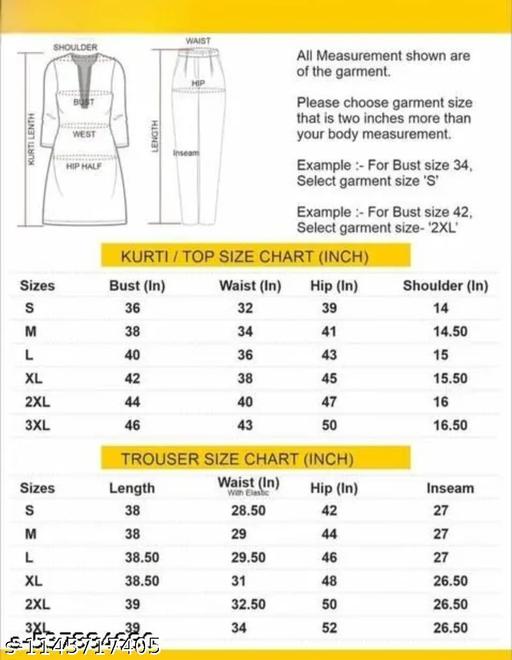 SHOULDER
BUST
WEST
HIP HALF
KURTI LENTH
WAIST
HIP
Inseam
LENGTH
All Measurement shown are
of the garment.
Please choose garment size
that is two inches more than
your body measurement.
Example :- For Bust size 34,
Select garment size 'S'
Example :- For Bust size 42,
Select garment size- '2XL'
KURTI / TOP SIZE CHART (INCH)
Sizes Bust (In) Waist (In) Hip (In) Shoulder (In)
S 36 32 39 14
M 38 34 41 14.50
L 40 36 43 15
XL 42 38 45 15.50
2XL 44 40 47 16
3XL 46 43 50 16.50
TROUSER SIZE CHART (INCH)
Sizes Length Waist (In) Hip (In) Inseam
With Elastic
S 38 28.50 42 27
M 38 29 44 27
L 38.50 29.50 46 27
XL 38.50 31 48 26.50
2XL 39 32.50 50 26.50
3XL 39 34 52 26.50
s-1143717405